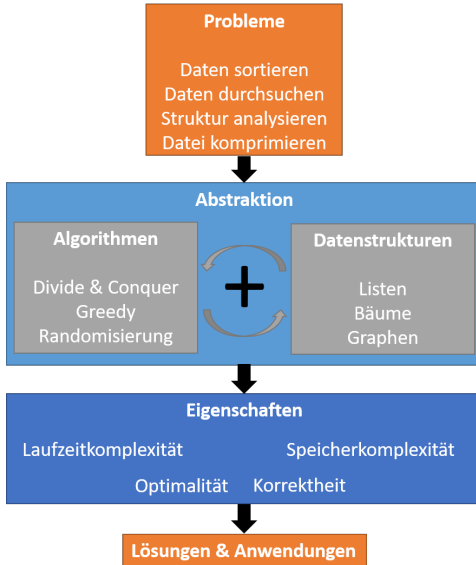 Probleme
Daten sortieren
Daten durchsuchen
Struktur analysieren
Datei komprimieren
Abstraktion
Algorithmen
Divide & Conquer
Greedy
Randomisierung
+
Datenstrukturen
Listen
Bäume
Graphen
Eigenschaften
Laufzeitkomplexität
Speicherkomplexität
Optimalität
Korrektheit
Lösungen & Anwendungen